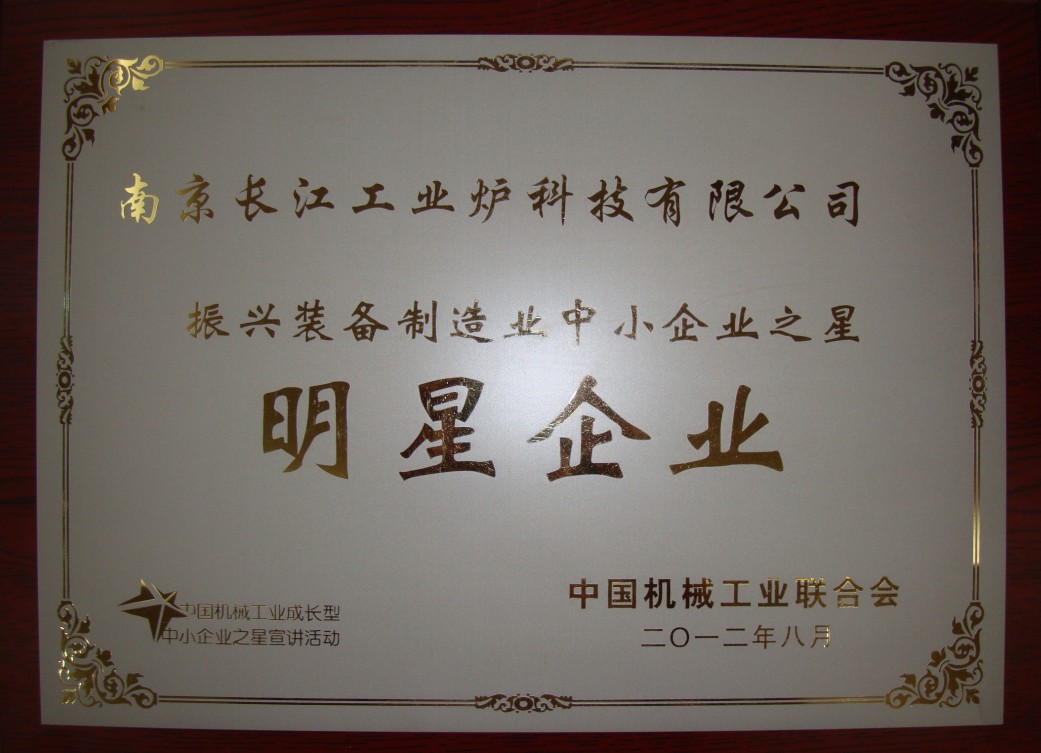 南京长江工业炉科技有限公司
振兴装备制造业中小企业之星
明星企业
中国机械工业成长型
中小企业之星宣讲活动
中国机械工业联合会
二〇一二年八月